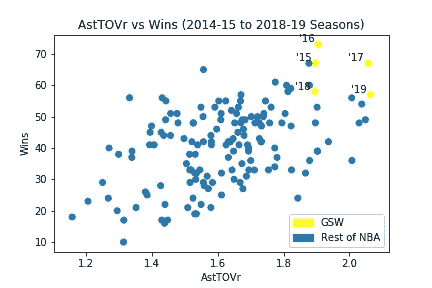 AstTOVr vs Wins (2014-15 to 2018-19 Seasons)
'16
'15
'17
'18
'19
70
60
50
40
30
20
10
Wins
GSW
Rest of NBA
1.2 1.4 1.6 1.8 2.0
AstTOVr